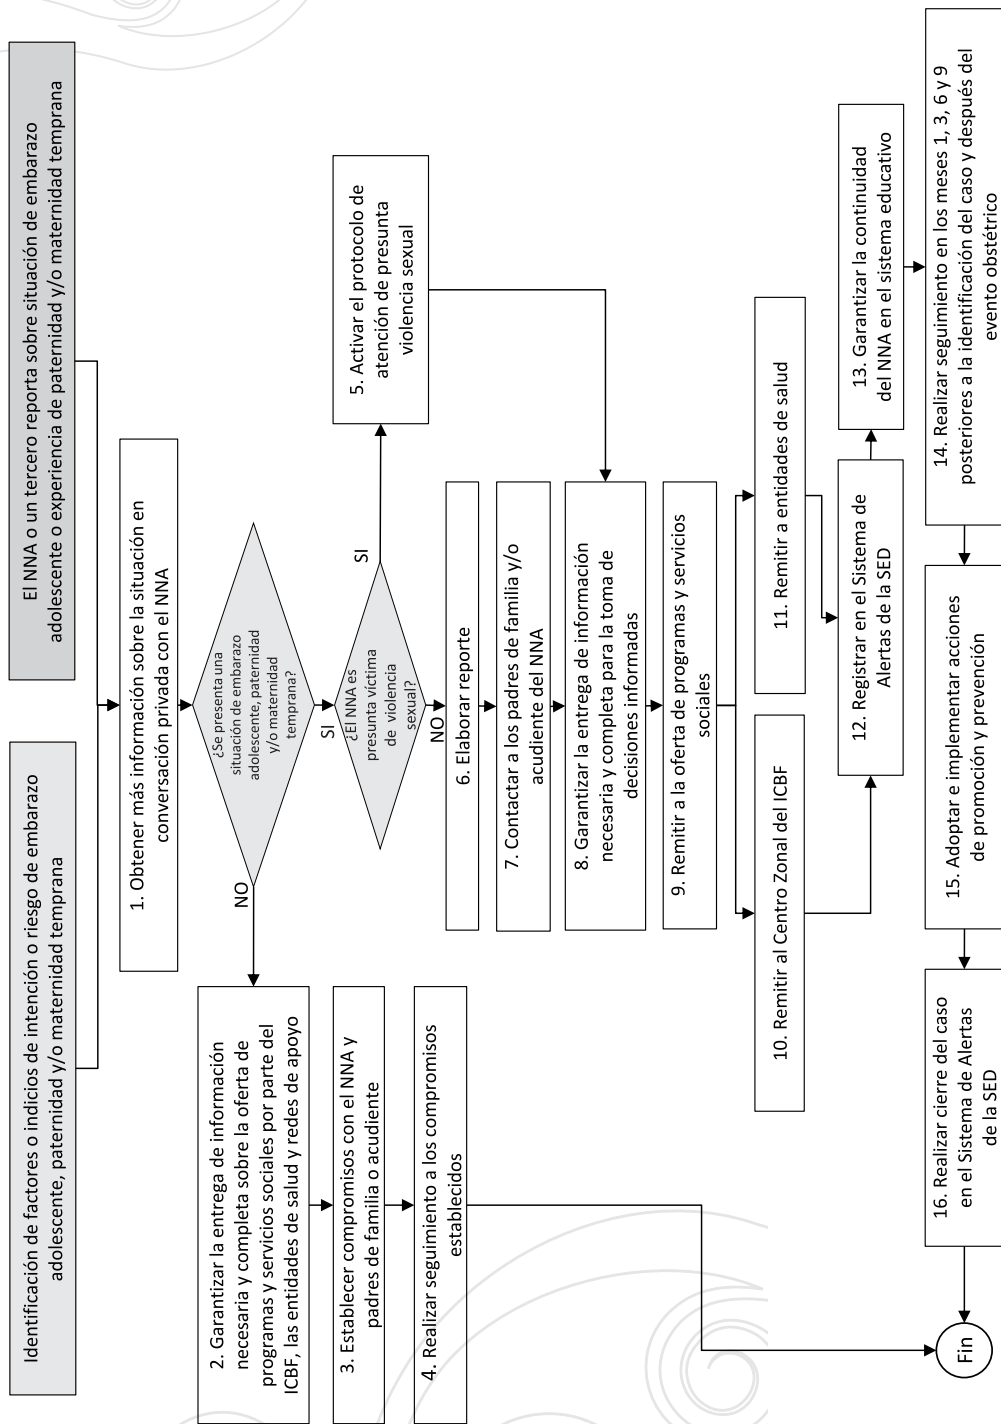 Identificación de factores o indicios de intención o riesgo de embarazo
adolescente, paternidad y/o maternidad temprana
El NNA o un tercero reporta sobre situación de embarazo
adolescente o experiencia de paternidad y/o maternidad temprana
1. Obtener más información sobre la situación en
conversación privada con el NNA
¿Se presenta una
situación de embarazo
adolescente, paternidad
y/o maternidad
temprana?
NO
SI
2. Garantizar la entrega de información
necesaria y completa sobre la oferta de
programas y servicios sociales por parte del
ICBF, las entidades de salud y redes de apoyo
3. Establecer compromisos con el NNA y
padres de familia o acudiente
4. Realizar seguimiento a los compromisos
establecidos
¿El NNA es
presunta víctima
de violencia
sexual?
SI
NO
5. Activar el protocolo de
atención de presunta
violencia sexual
6. Elaborar reporte
7. Contactar a los padres de familia y/o
acudiente del NNA
8. Garantizar la entrega de información
necesaria y completa para la toma de
decisiones informadas
9. Remitir a la oferta de programas y servicios
sociales
10. Remitir al Centro Zonal del ICBF
11. Remitir a entidades de salud
12. Registrar en el Sistema de
Alertas de la SED
13. Garantizar la continuidad
del NNA en el sistema educativo
14. Realizar seguimiento en los meses 1, 3, 6 y 9
posteriores a la identificación del caso y después del
evento obstétrico
15. Adoptar e implementar acciones
de promoción y prevención
16. Realizar cierre del caso
en el Sistema de Alertas
de la SED
Fin